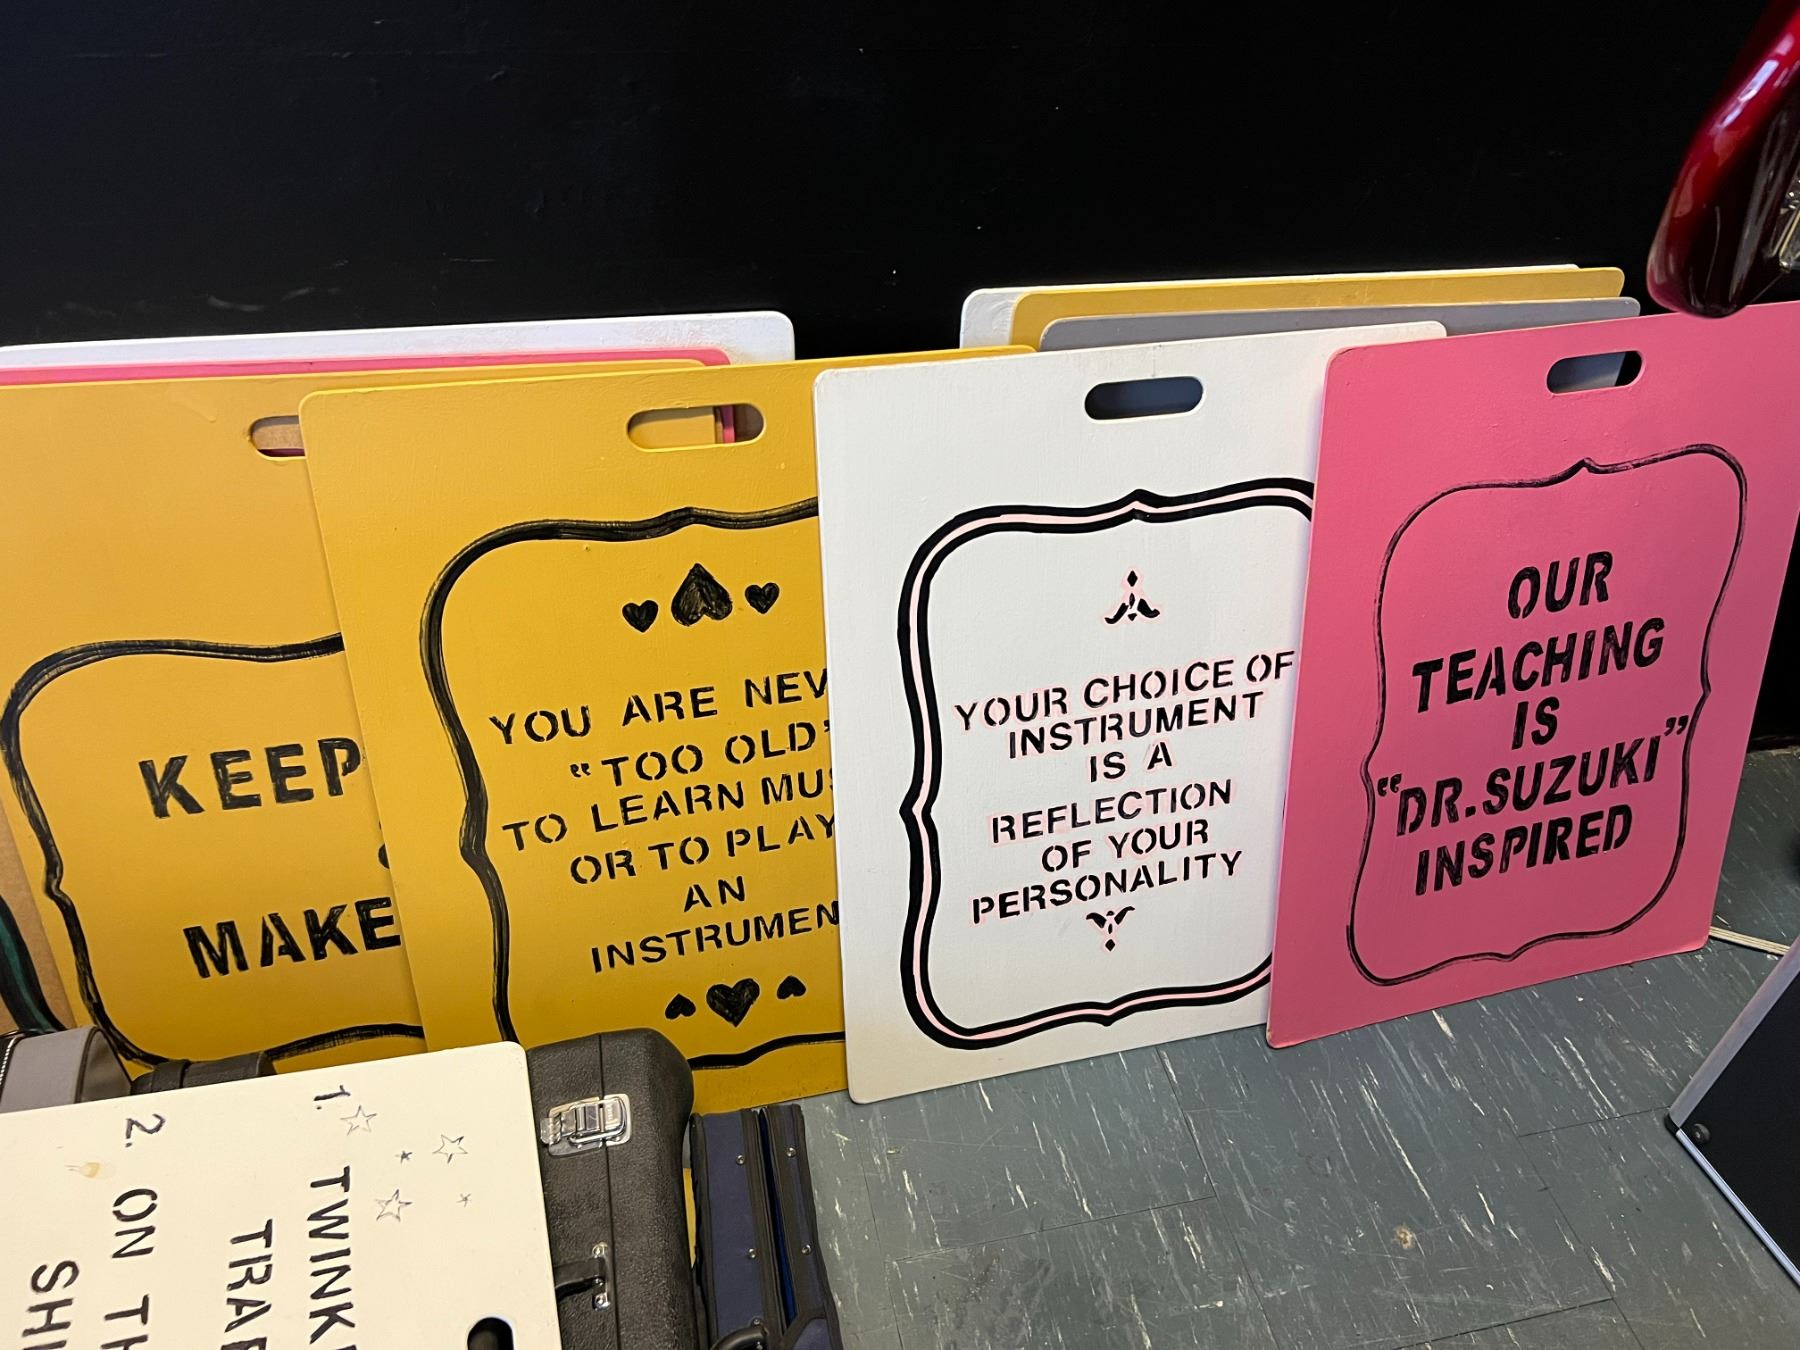 KEEP
MAKE
YOU ARE NEV
"TOO OLD"
TO LEARN MUS
OR TO PLAY
AN
INSTRUMEN
YOUR CHOICE OF
INSTRUMENT
IS A
REFLECTION
OF YOUR
PERSONALITY
OUR
TEACHING
IS
"DR.SUZUKI"
INSPIRED
1. TWINK
TRA
2. ON TH
SHI